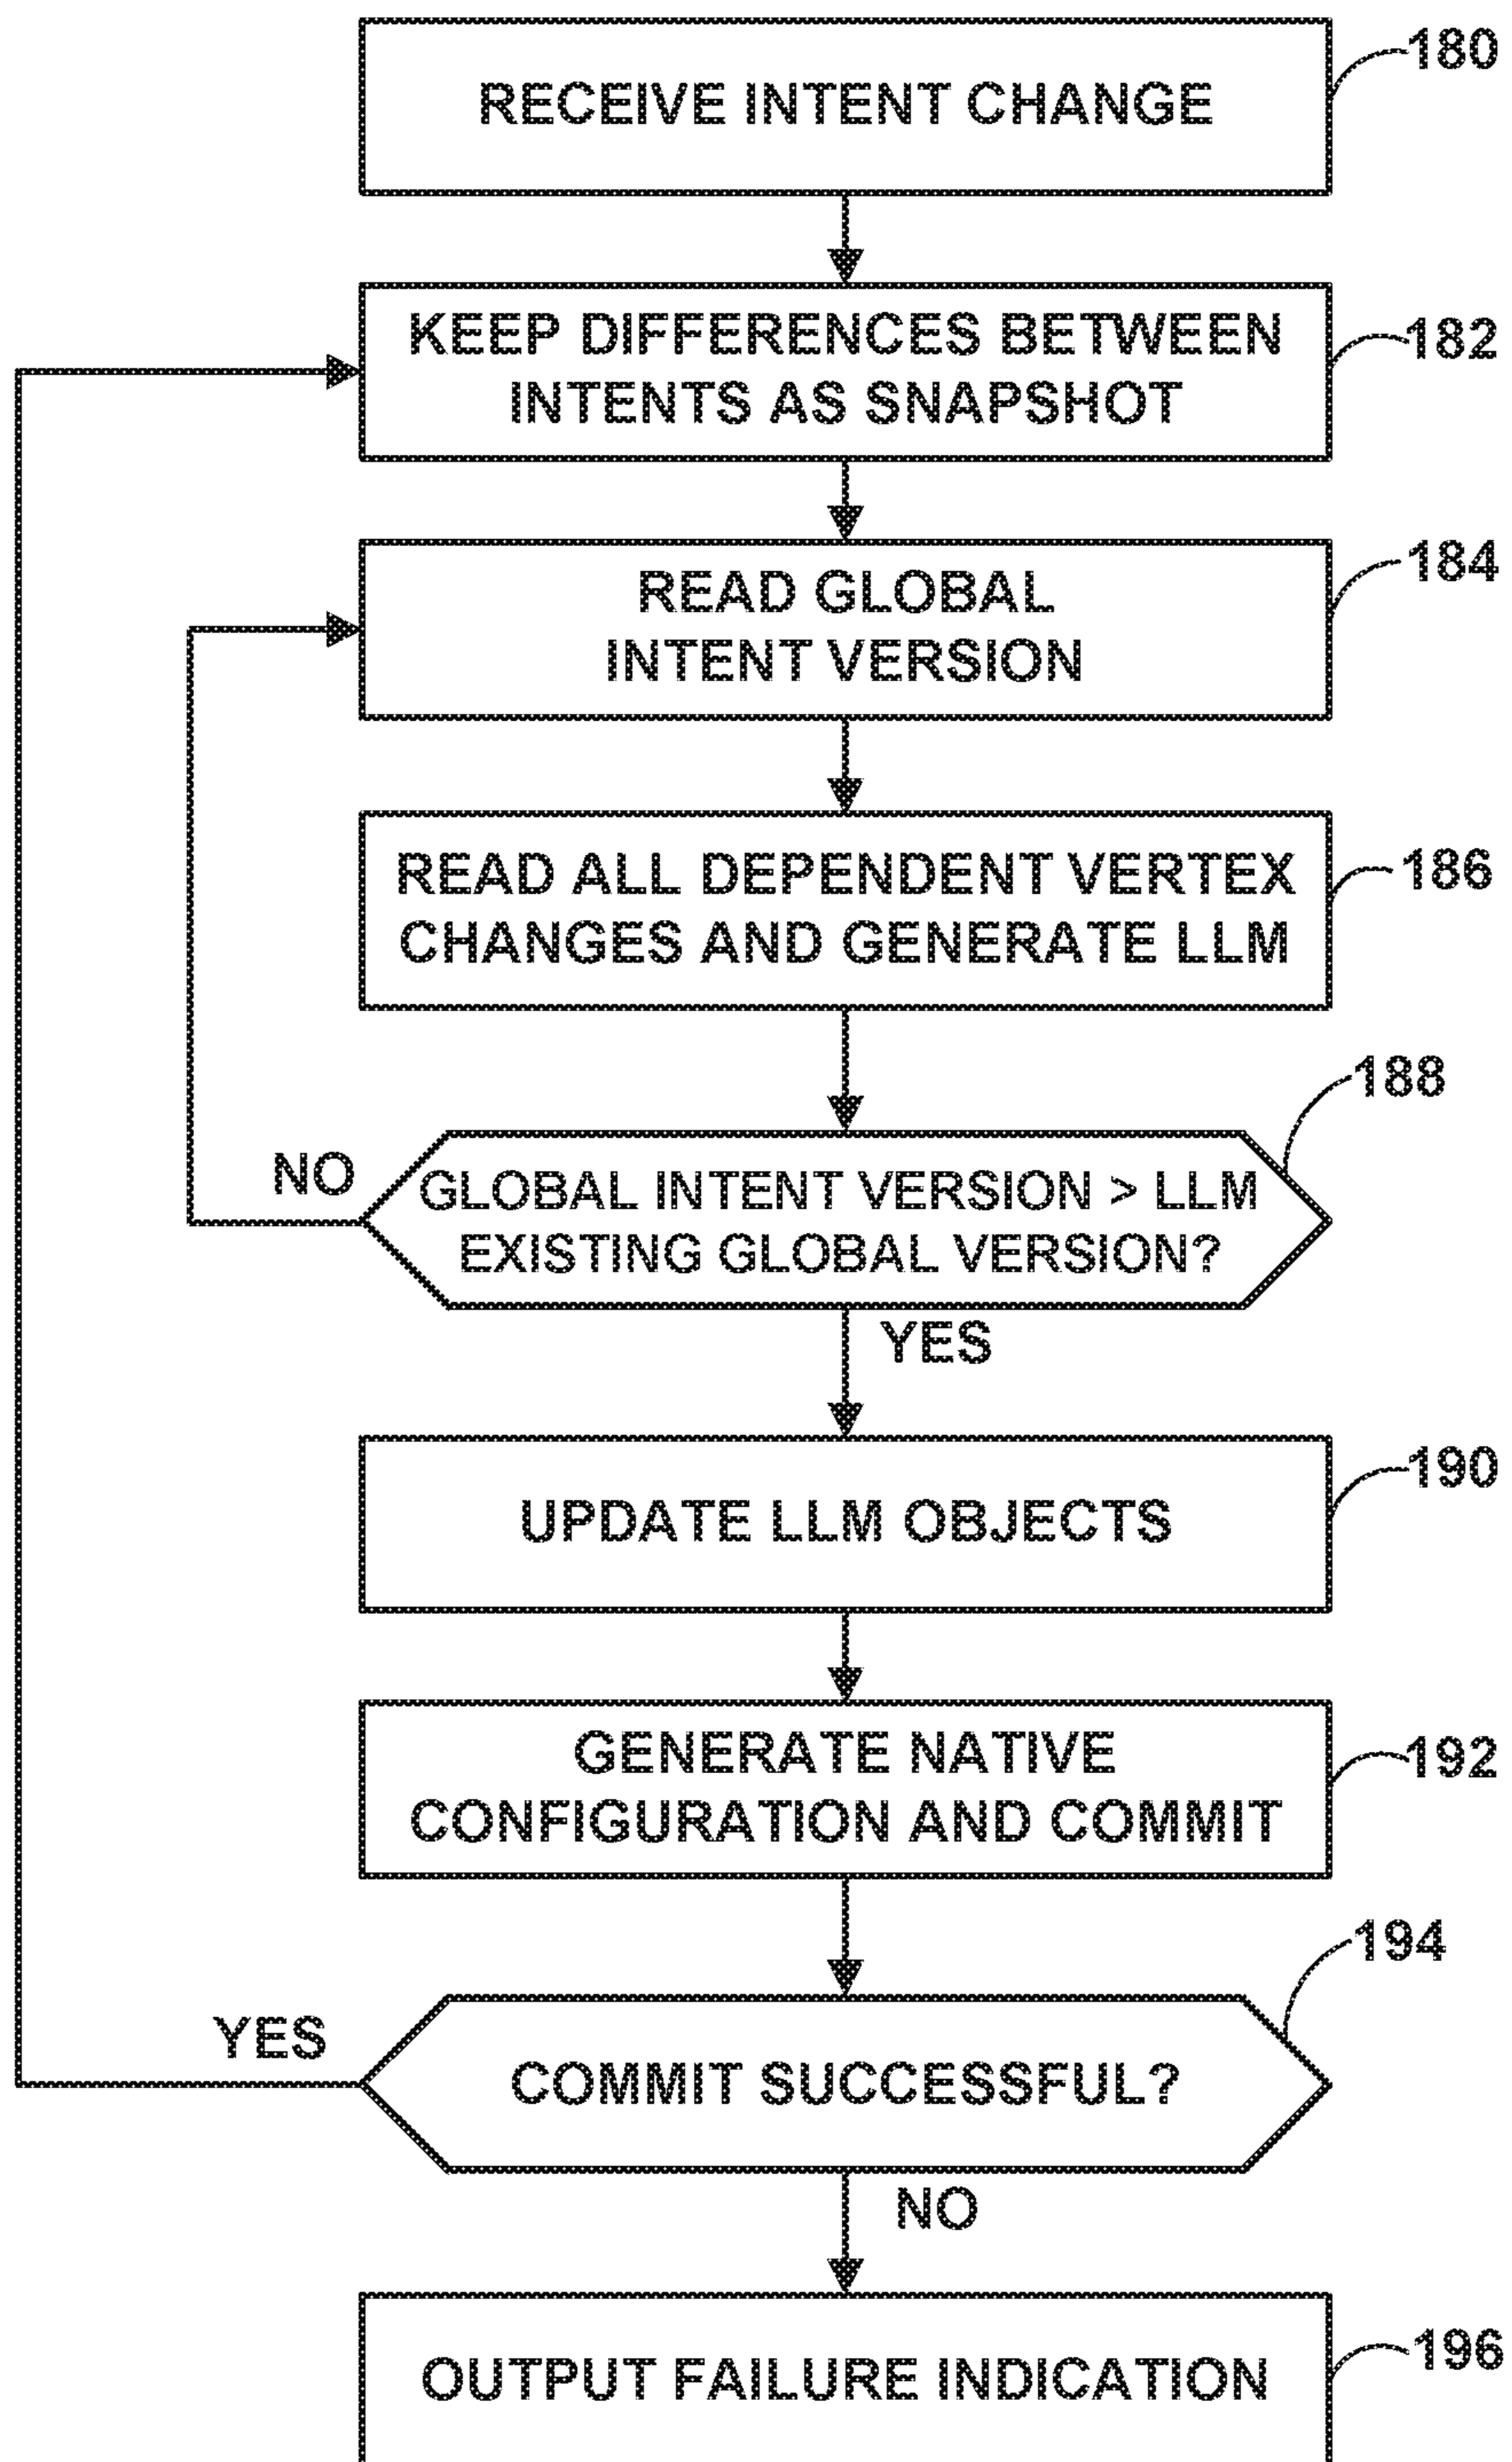 RECEIVE INTENT CHANGE
180
KEEP DIFFERENCES BETWEEN
INTENTS AS SNAPSHOT
182
READ GLOBAL
INTENT VERSION
184
READ ALL DEPENDENT VERTEX
CHANGES AND GENERATE LLM
186
188
NO
GLOBAL INTENT VERSION > LLM
EXISTING GLOBAL VERSION?
YES
UPDATE LLM OBJECTS
190
GENERATE NATIVE
CONFIGURATION AND COMMIT
192
194
YES
COMMIT SUCCESSFUL?
NO
OUTPUT FAILURE INDICATION
196